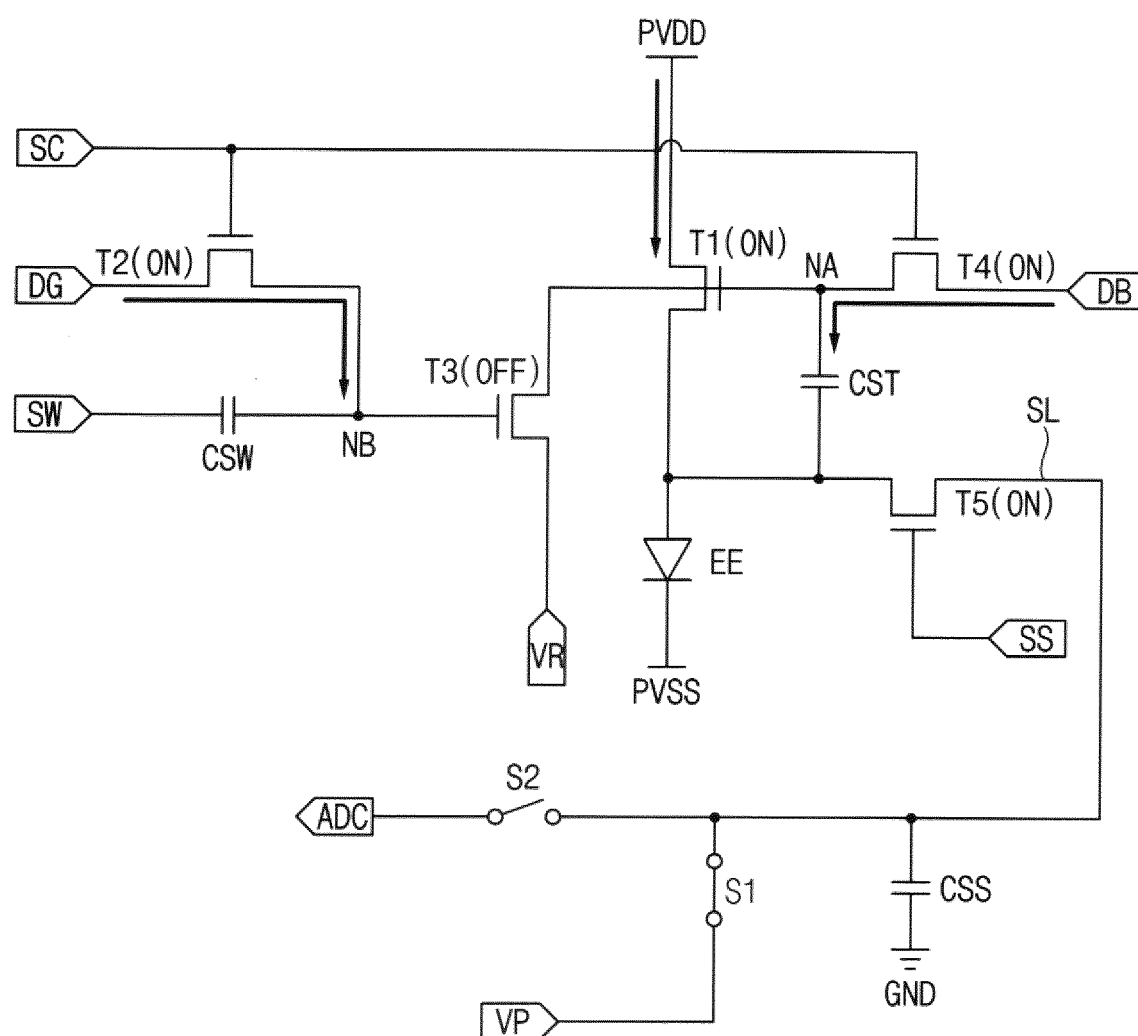 PVDD
SC
T1(ON)
T2(ON)
NA
T4(ON)
DG
DB
T3(OFF)
CST
SW
CSW
NB
SL
T5(ON)
EE
VR
SS
PVSS
S2
ADC
S1
CSS
GND
VP